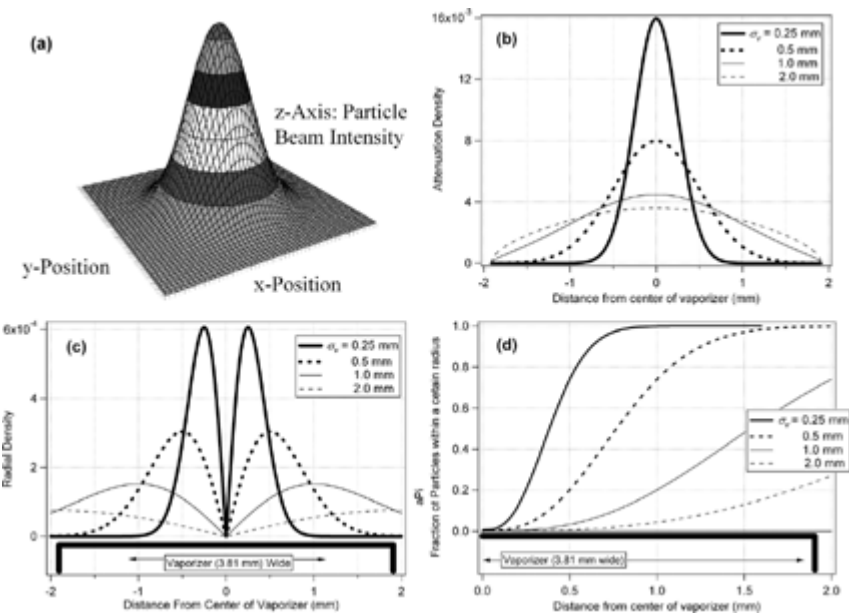 (a)
z-Axis: Particle
Beam Intensity
y-Position
x-Position
(b)
16x10⁻³
12
8
4
0
Attenuation Density
σᵥ = 0.25 mm
0.5 mm
1.0 mm
2.0 mm
-2
-1
0
1
2
Distance from center of vaporizer (mm)
(c)
4
2
0
Radial Density
= 0.25 mm
0.5 mm
1.0 mm
2.0 mm
Vaporizer (3.81 mm) Wide
-2
-1
0
1
2
Distance From Center of Vaporizer (mm)
(d)
1.0
0.8
0.6
0.4
0.2
0.0
aPi
Fraction of Particles within a cetain radius
= 0.25 mm
0.5 mm
1.0 mm
2.0 mm
Vaporizer (3.81 mm wide)
0.0
0.5
1.0
1.5
2.0
Distance from center of vaporizer (mm)